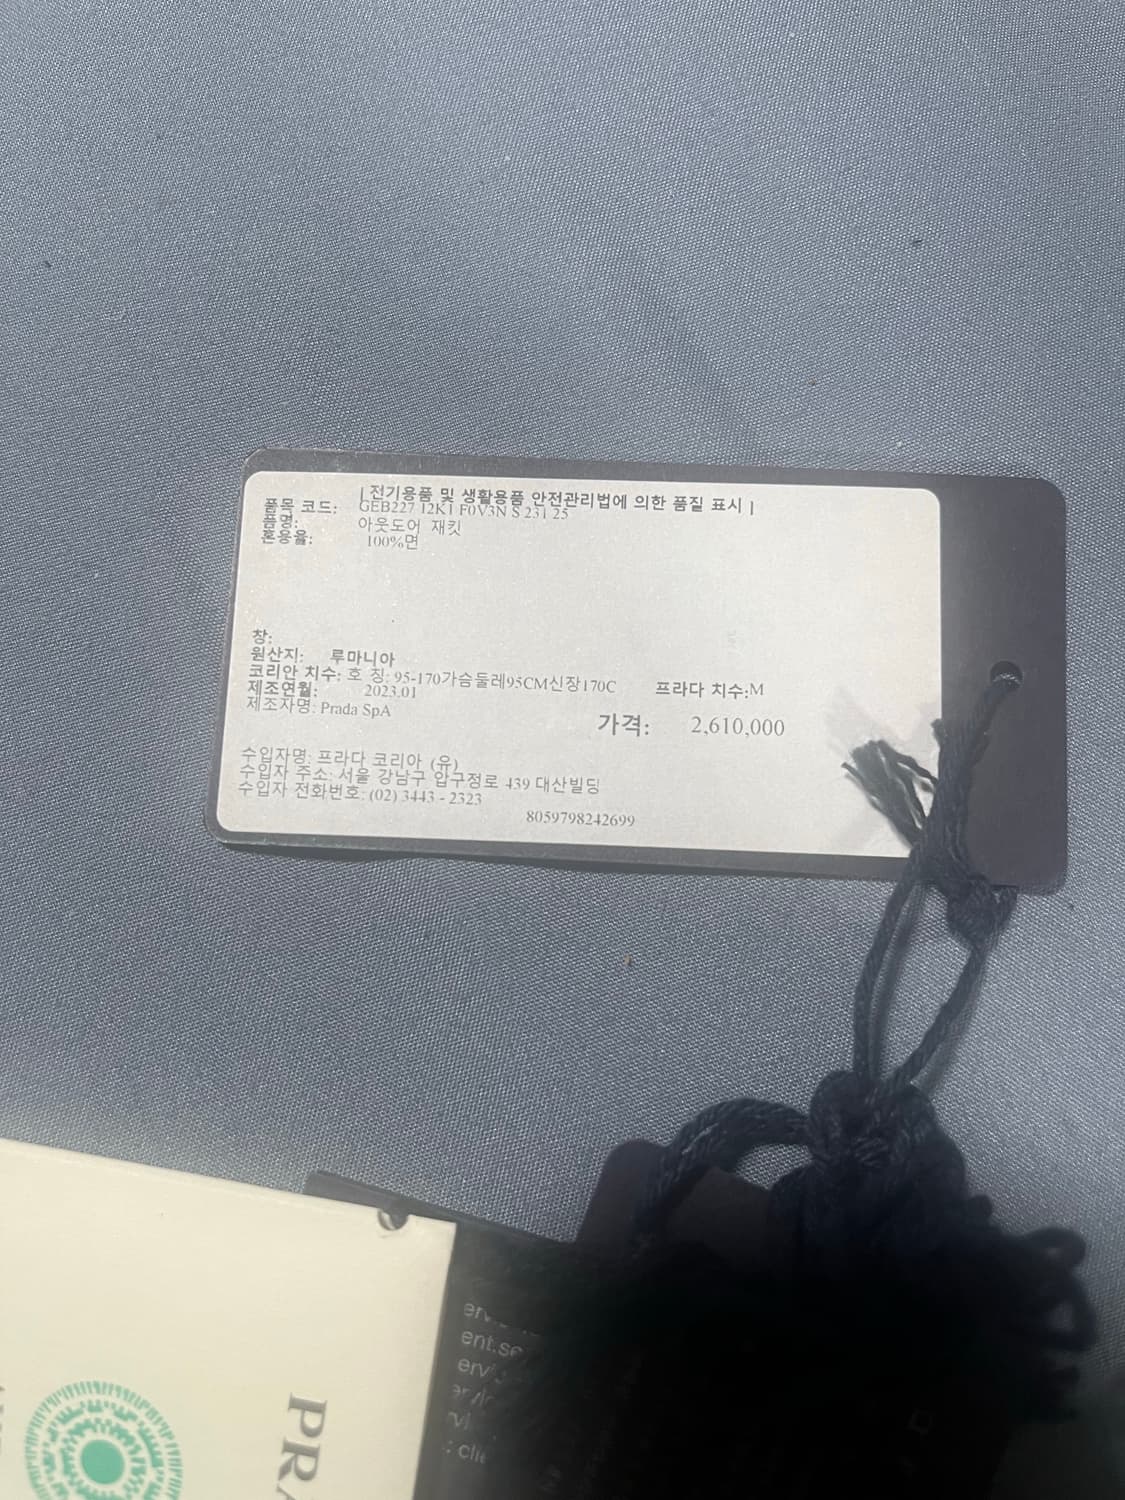 | 전기용품 및 생활용품 안전관리법에 의한 품질 표시 |
품목 코드: GEB227 12K1 F0V3N S 231 25
품명: 아웃도어 재킷
혼용율: 100%면
창:
원산지: 루마니아
코리안 치수: 호 칭: 95-170가슴둘레95CM신장170C 프라다 치수:M
제조연월: 2023.01
제조자명: Prada SpA
가격: 2,610,000
수입자명: 프라다 코리아 (유)
수입자 주소: 서울 강남구 압구정로 439 대산빌딩
수입자 전화번호: (02) 3443 - 2323
8059798242699
PRA